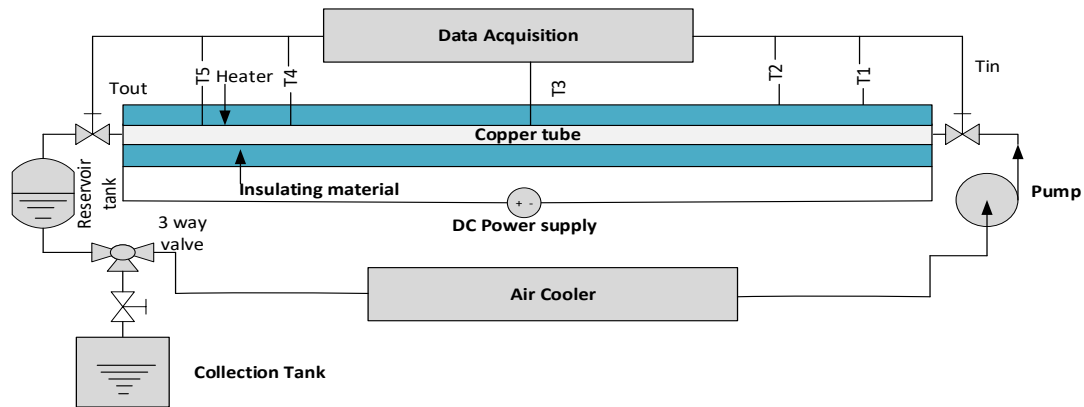 Data Acquisition
Tout
T5
Heater
T4
T3
T2
T1
Tin
Copper tube
Reservoir
tank
Insulating material
+ -
DC Power supply
Pump
3 way
valve
Air Cooler
Collection Tank